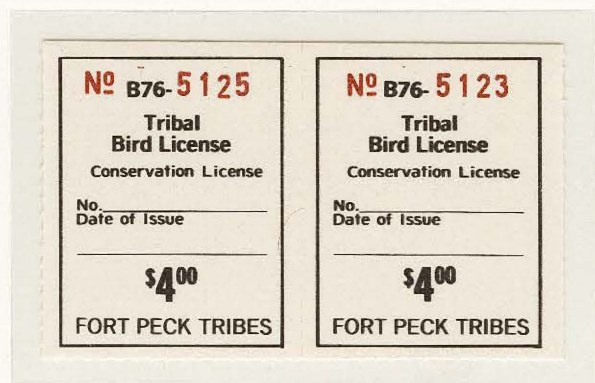 Nº B76-5125
Tribal
Bird License
Conservation License
No.
Date of Issue
$4.00
FORT PECK TRIBES
Nº B76-5123
Tribal
Bird License
Conservation License
No.
Date of Issue
$4.00
FORT PECK TRIBES